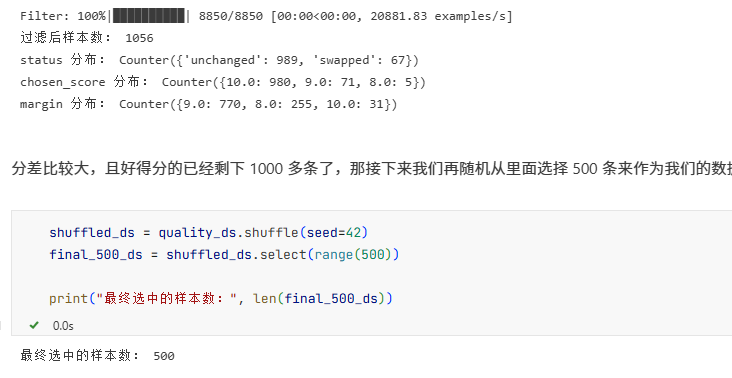 Filter: 100%|██████████| 8850/8850 [00:00<00:00, 20881.83 examples/s]
过滤后样本数： 1056
status 分布： Counter({'unchanged': 989, 'swapped': 67})
chosen_score 分布： Counter({10.0: 980, 9.0: 71, 8.0: 5})
margin 分布： Counter({9.0: 770, 8.0: 255, 10.0: 31})
分差比较大，且好得分的已经剩下 1000 多条了，那接下来我们再随机从里面选择 500 条来作为我们的数
shuffled_ds = quality_ds.shuffle(seed=42)
final_500_ds = shuffled_ds.select(range(500))
print("最终选中的样本数：", len(final_500_ds))
0.0s
最终选中的样本数： 500